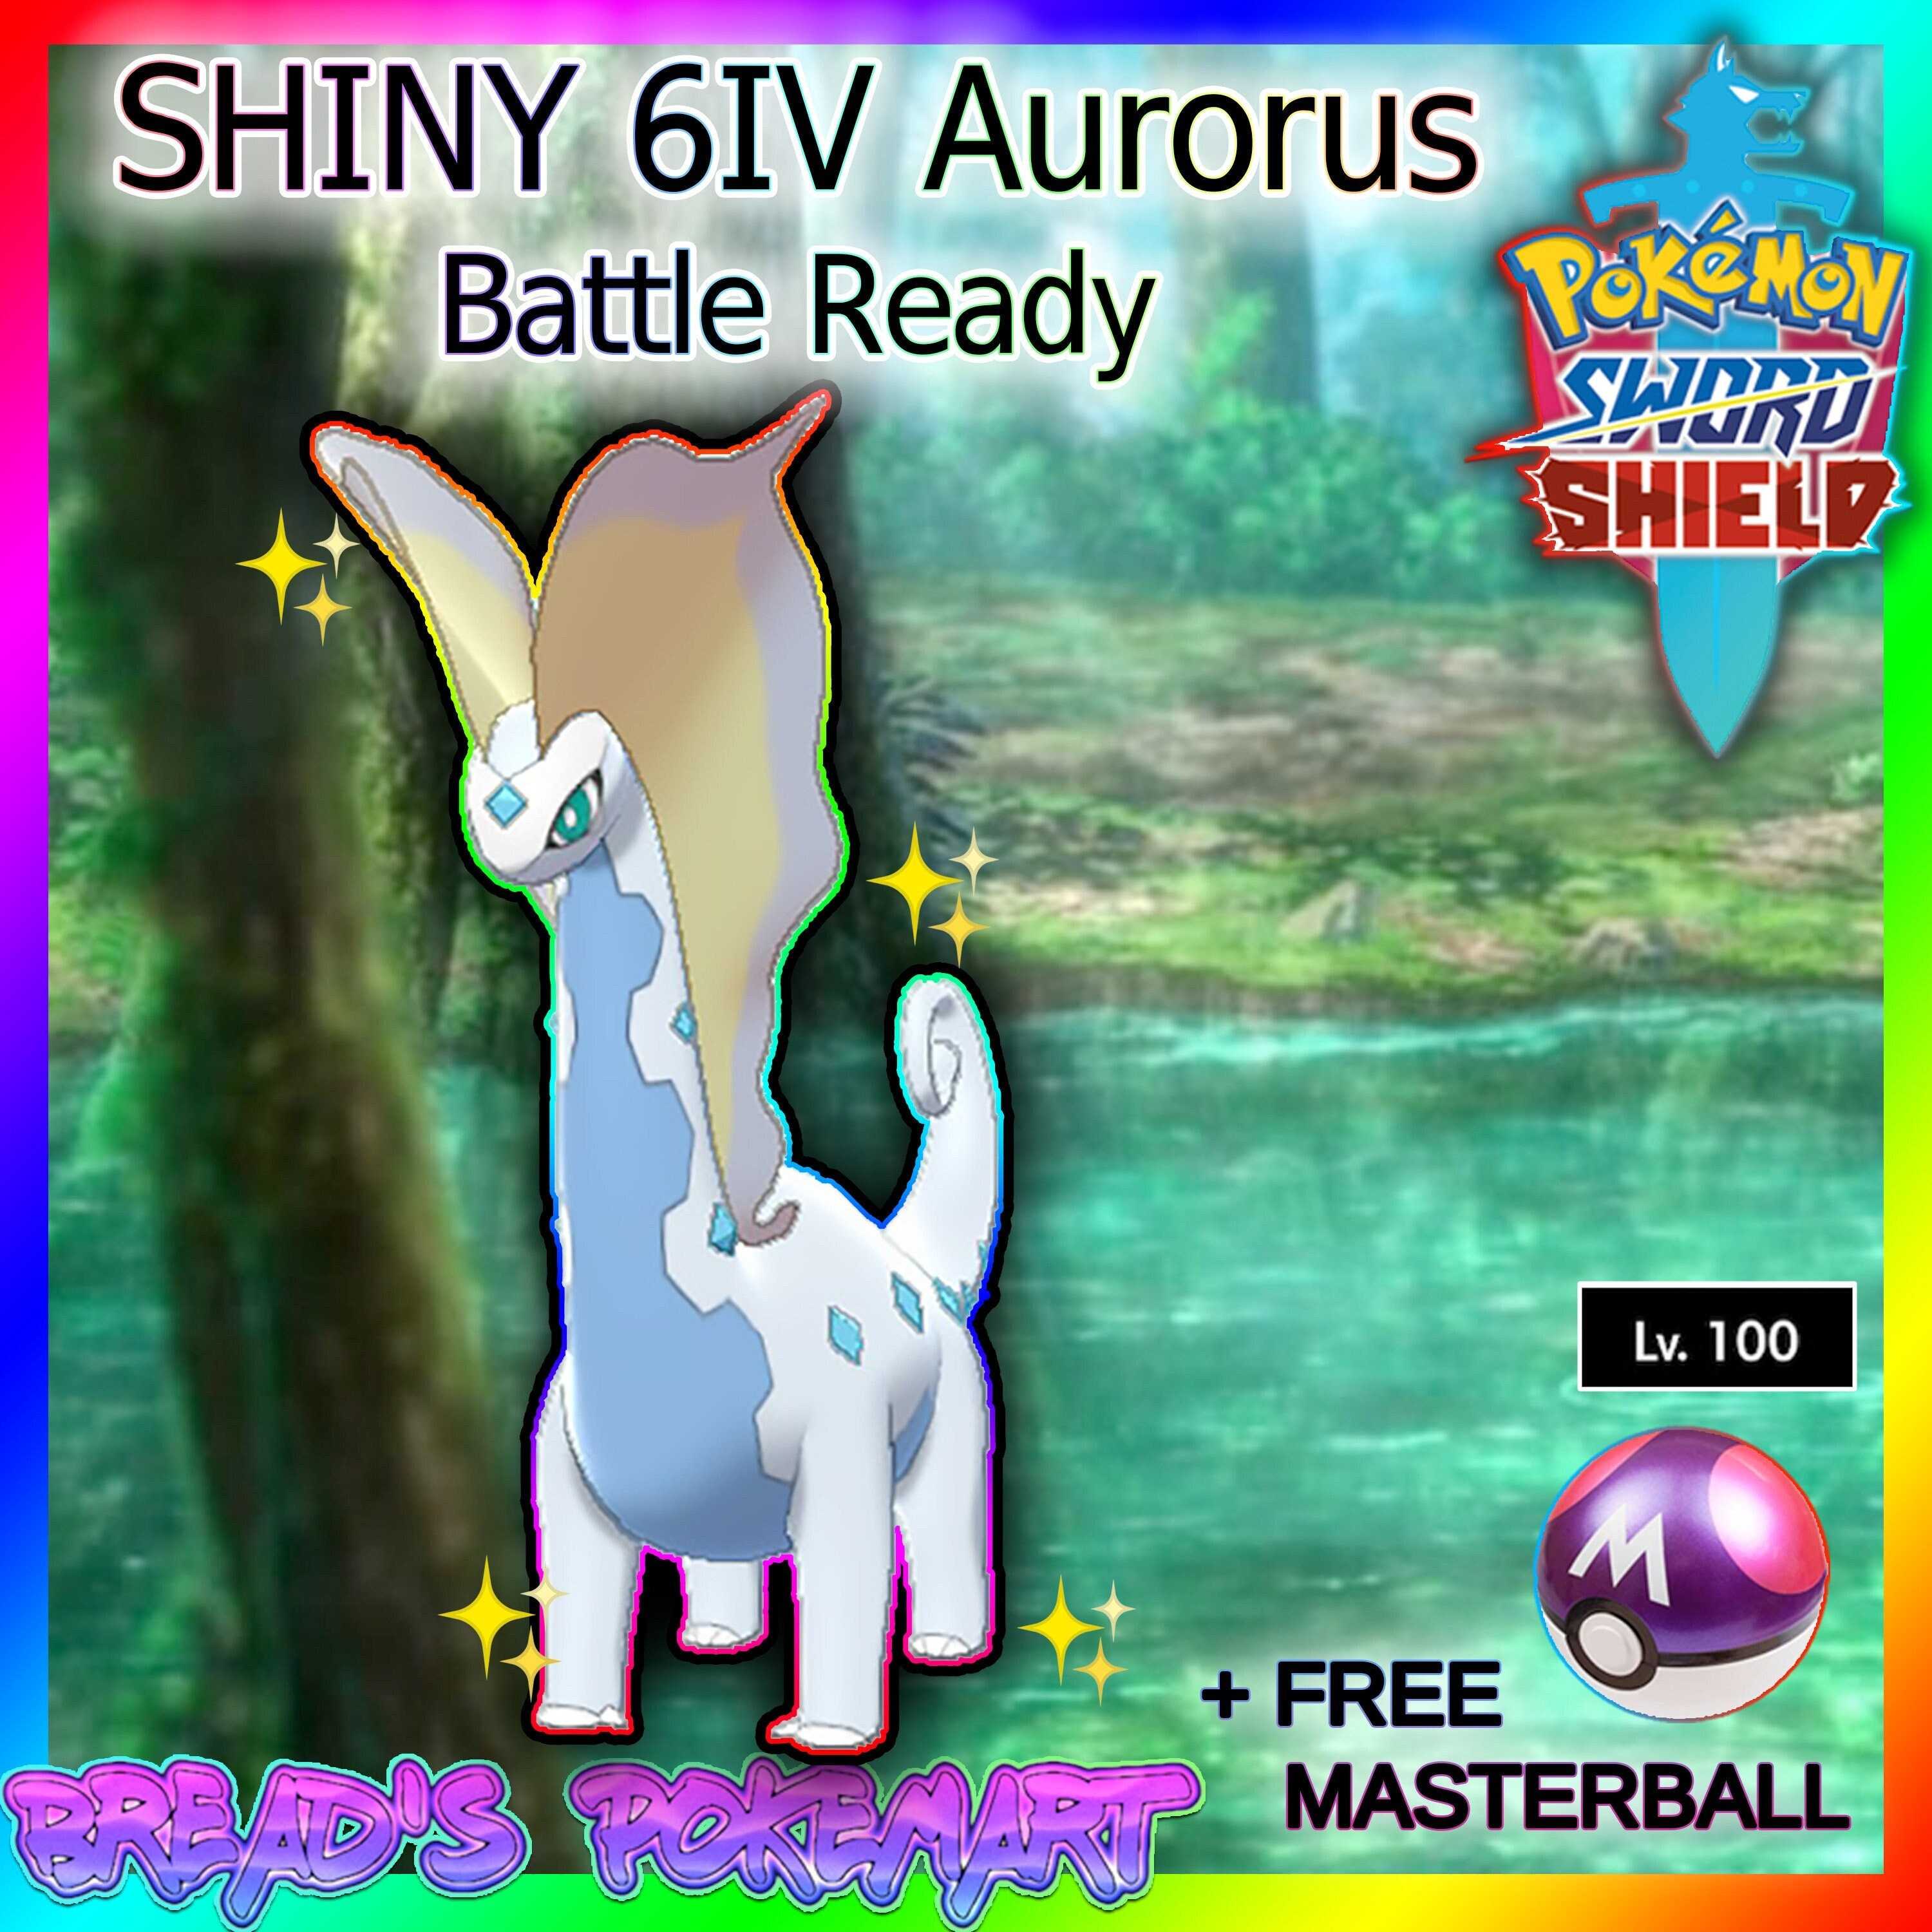 SHINY 6IV Aurorus
Battle Ready
POKéMON
SWORD
SHIELD
Lv. 100
M
+ FREE
MASTERBALL
BREAD'S POKEMART